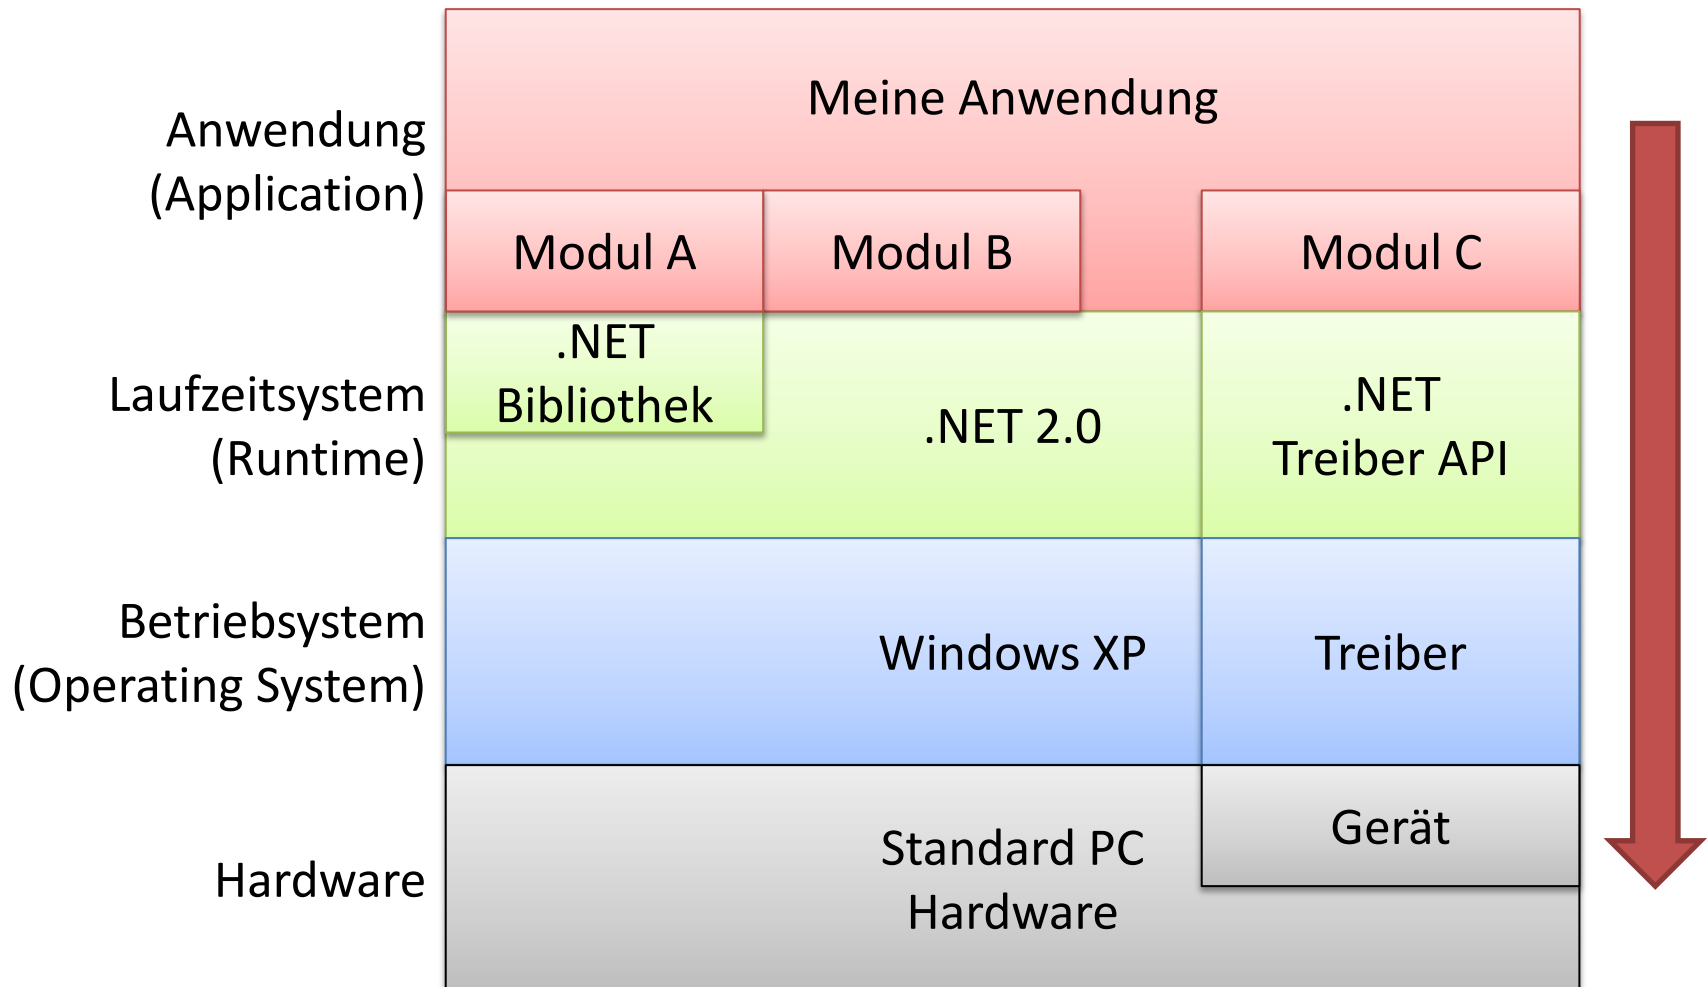 Meine Anwendung
Anwendung
(Application)
Modul A
Modul B
Modul C
.NET
Bibliothek
Laufzeitsystem
(Runtime)
.NET 2.0
.NET
Treiber API
Betriebsystem
(Operating System)
Windows XP
Treiber
Hardware
Standard PC
Hardware
Gerät